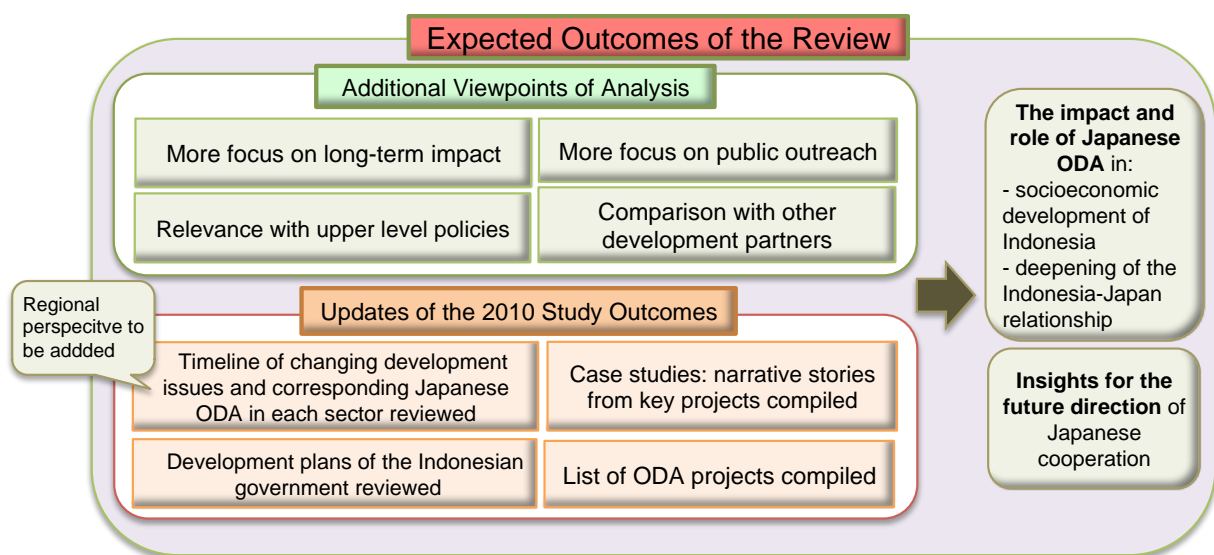 Expected Outcomes of the Review
Additional Viewpoints of Analysis
More focus on long-term impact
More focus on public outreach
Relevance with upper level policies
Comparison with other
development partners
Regional
perspecitve to
be addded
Updates of the 2010 Study Outcomes
Timeline of changing development
issues and corresponding Japanese
ODA in each sector reviewed
Case studies: narrative stories
from key projects compiled
Development plans of the Indonesian
government reviewed
List of ODA projects compiled
The impact and
role of Japanese
ODA in:
- socioeconomic
development of
Indonesia
- deepening of the
Indonesia-Japan
relationship
Insights for the
future direction of
Japanese
cooperation